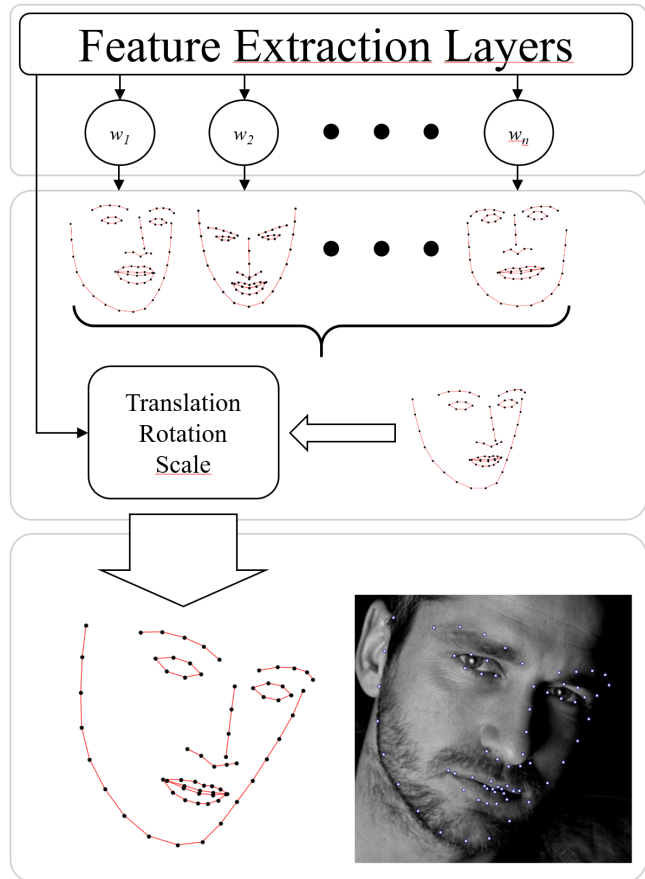 Feature Extraction Layers
w1 w2 wn
Translation
Rotation
Scale